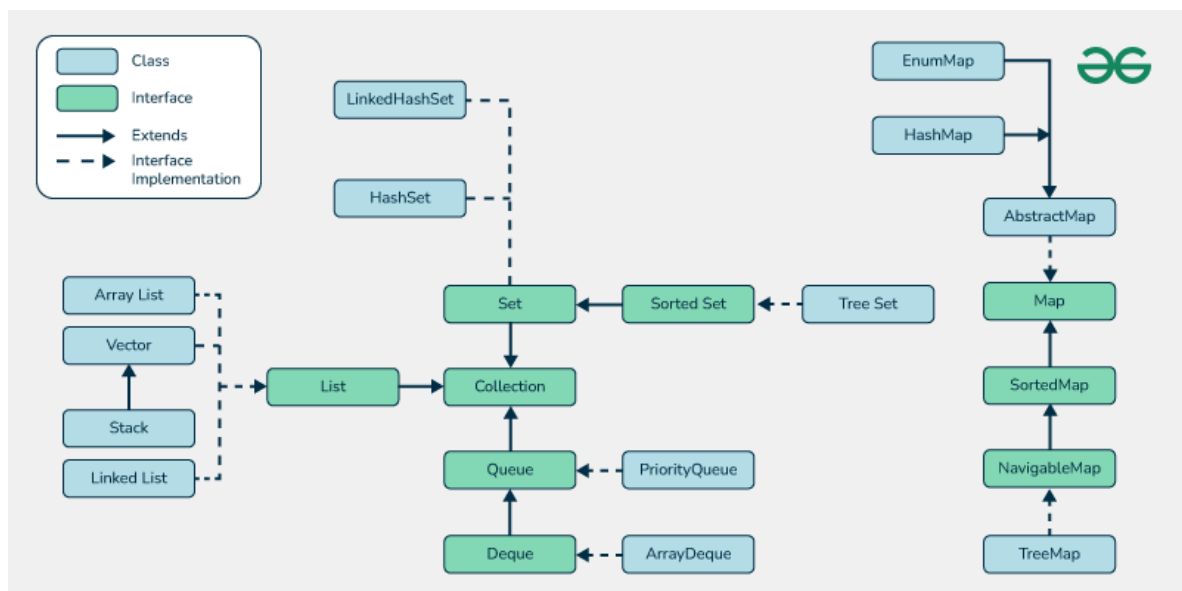 Class
Interface
Extends
Interface
Implementation
LinkedHashSet
HashSet
EnumMap
HashMap
AbstractMap
Array List
Vector
Stack
Linked List
List
Set
Sorted Set
Tree Set
Collection
Queue
PriorityQueue
Deque
ArrayDeque
Map
SortedMap
NavigableMap
TreeMap